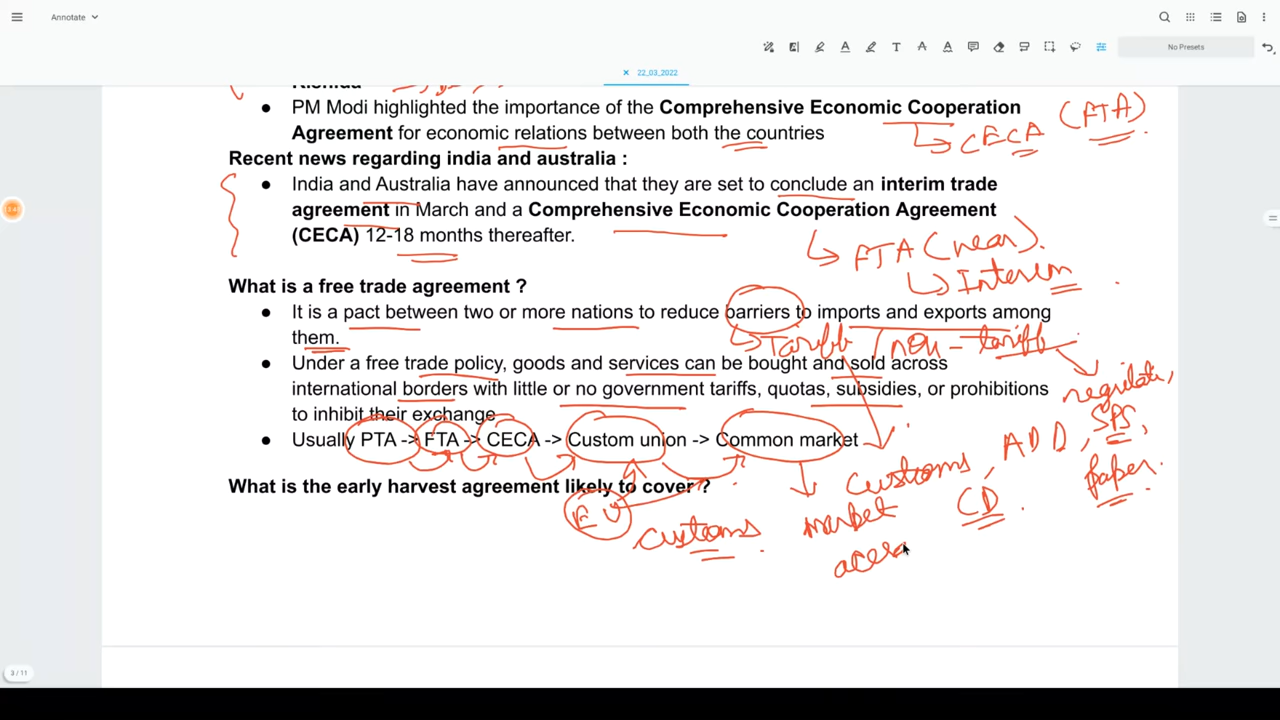 Annotate
No Presets
× 22_03_2022
PM Modi highlighted the importance of the Comprehensive Economic Cooperation
Agreement for economic relations between both the countries
↳ CECA (FTA)
Recent news regarding india and australia :
India and Australia have announced that they are set to conclude an interim trade
agreement in March and a Comprehensive Economic Cooperation Agreement
(CECA) 12-18 months thereafter.
↳ FTA (near).
↳ Interim
What is a free trade agreement ?
It is a pact between two or more nations to reduce barriers to imports and exports among
them.
↳ Tariff / non-tariff
Under a free trade policy, goods and services can be bought and sold across
international borders with little or no government tariffs, quotas, subsidies, or prohibitions
to inhibit their exchange
SPS,
paper.
Usually PTA -> FTA -> CECA -> Custom union -> Common market
customs, ADD,
CD.
What is the early harvest agreement likely to cover ?
EU
customs
market
3 / 11